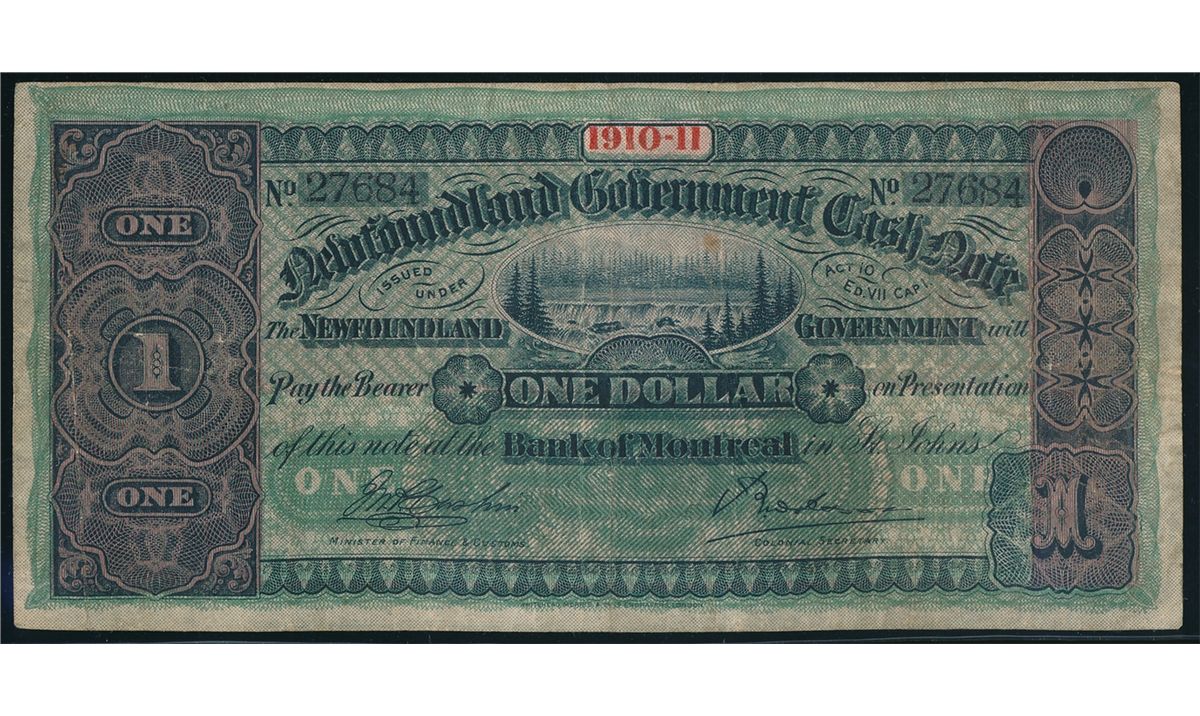 1910-11
No 27684 No 27684
Newfoundland Government Cash Note
ONE
ISSUED UNDER
ACT 10 ED. VII CAP.
The NEWFOUNDLAND GOVERNMENT will
1
Pay the Bearer * ONE DOLLAR * on Presentation
of this note at the Bank of Montreal in St. John's
ONE ONE
ONE
MINISTER OF FINANCE & CUSTOMS
COLONIAL SECRETARY